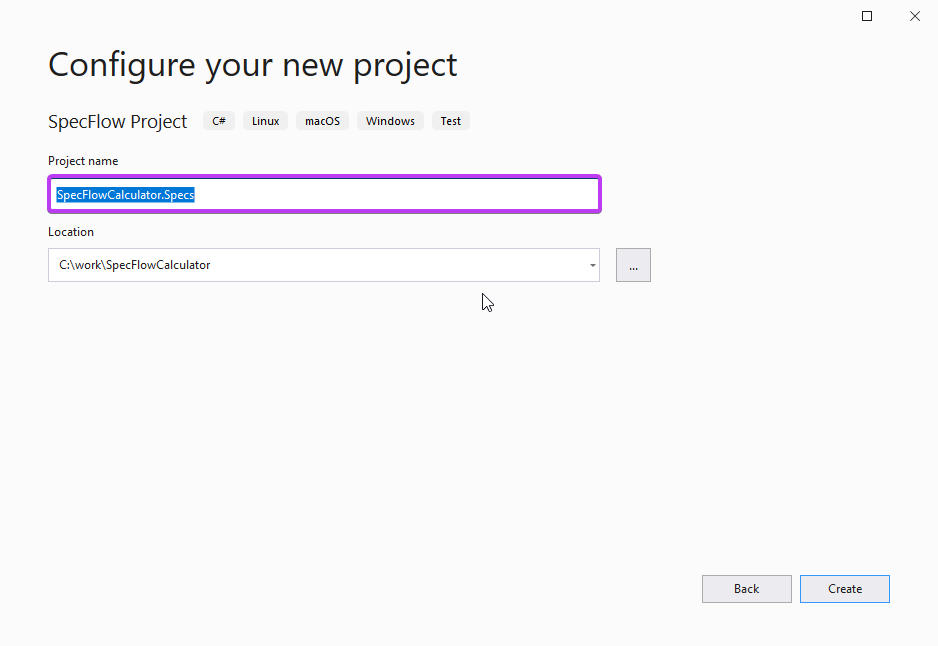 Configure your new project
SpecFlow Project C# Linux macOS Windows Test
Project name
SpecFlowCalculator.Specs
Location
C:\work\SpecFlowCalculator ...
Back Create